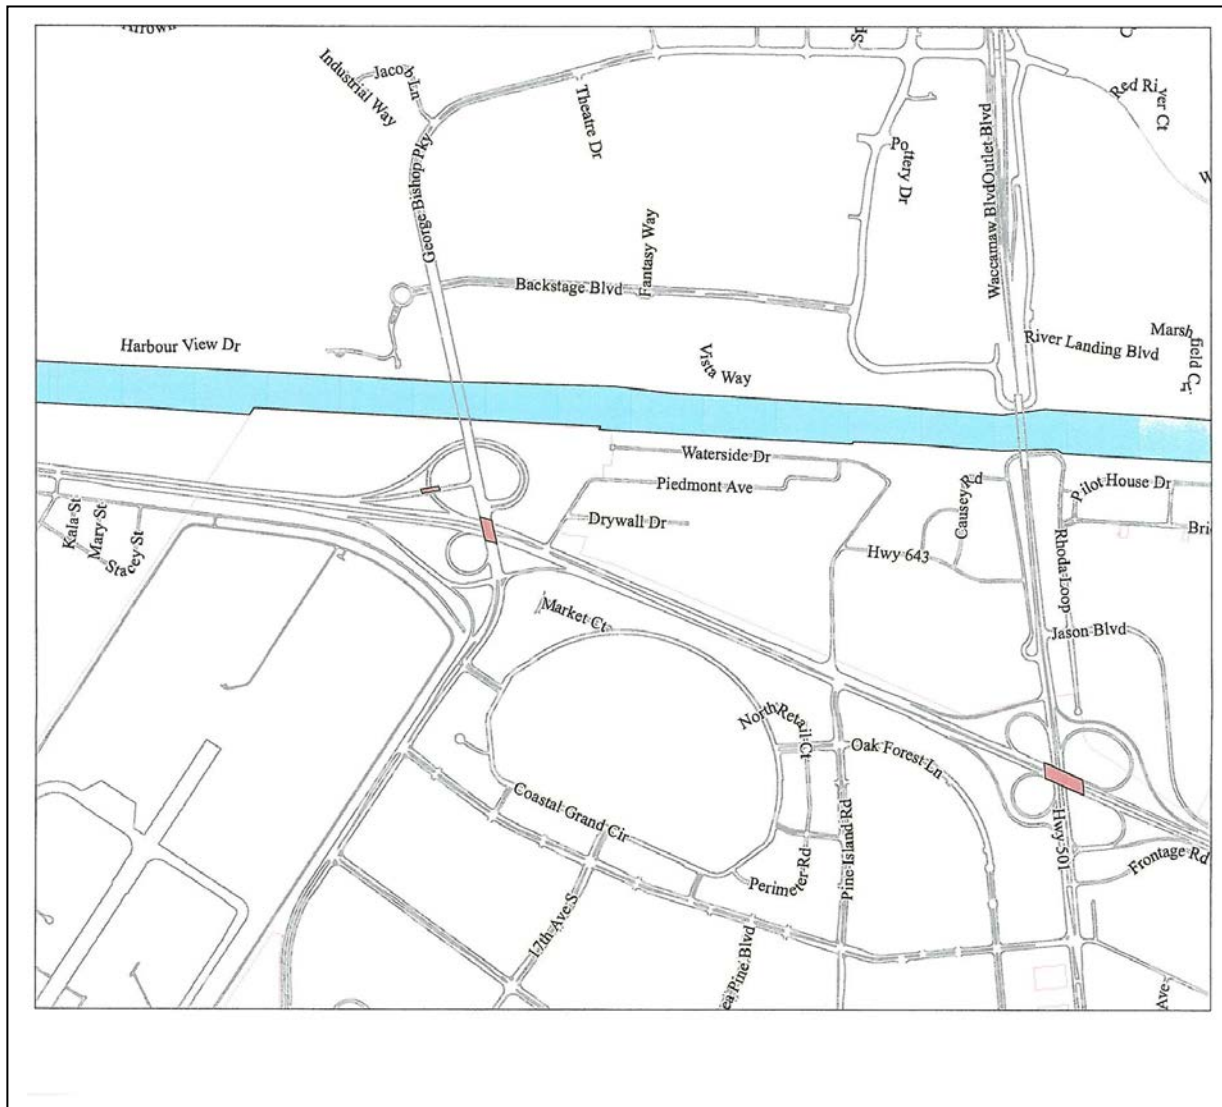 Jacob Ln
Industrial Way
Theatre Dr
George Bishop Pky
Pottery Dr
Waccamaw Blvd
Outlet Blvd
Red River Ct
Fantasy Way
Backstage Blvd
Harbour View Dr
Vista Way
River Landing Blvd
Marshfield Cir
Waterside Dr
Piedmont Ave
Drywall Dr
Causey Rd
Pilot House Dr
Kala St
Mary St
Stacey St
Hwy 643
Rhoda Loop
Market Ct
Jason Blvd
North Retail Ct
Oak Forest Ln
Coastal Grand Cir
Perimeter Rd
Pine Island Rd
Hwy 501
Frontage Rd
17th Ave S
ea Pine Blvd
Ave